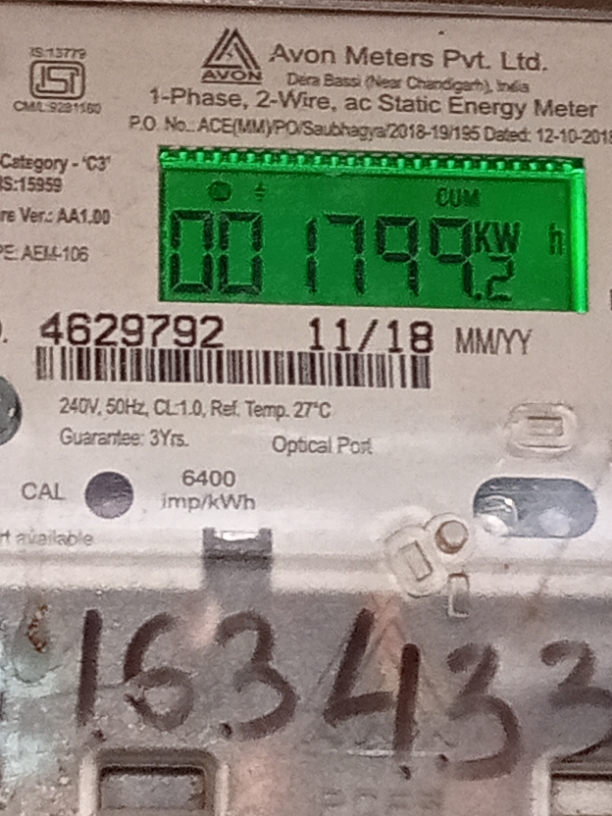 IS:13779
ISI
CM/L:9281160
AVON
Avon Meters Pvt. Ltd.
Dera Bassi (Near Chandigarh), India
1-Phase, 2-Wire, ac Static Energy Meter
P.O. No.: ACE(MM)/PO/Saubhagya/2018-19/195 Dated: 12-10-2018
Category - 'C3'
IS:15959
Ver.: AA1.00
AEM-106
CUM
001799.2 KW h
4629792 11/18 MM/YY
240V, 50Hz, CL:1.0, Ref. Temp. 27°C
Guarantee: 3Yrs. Optical Port
CAL 6400
imp/kWh
available
163433